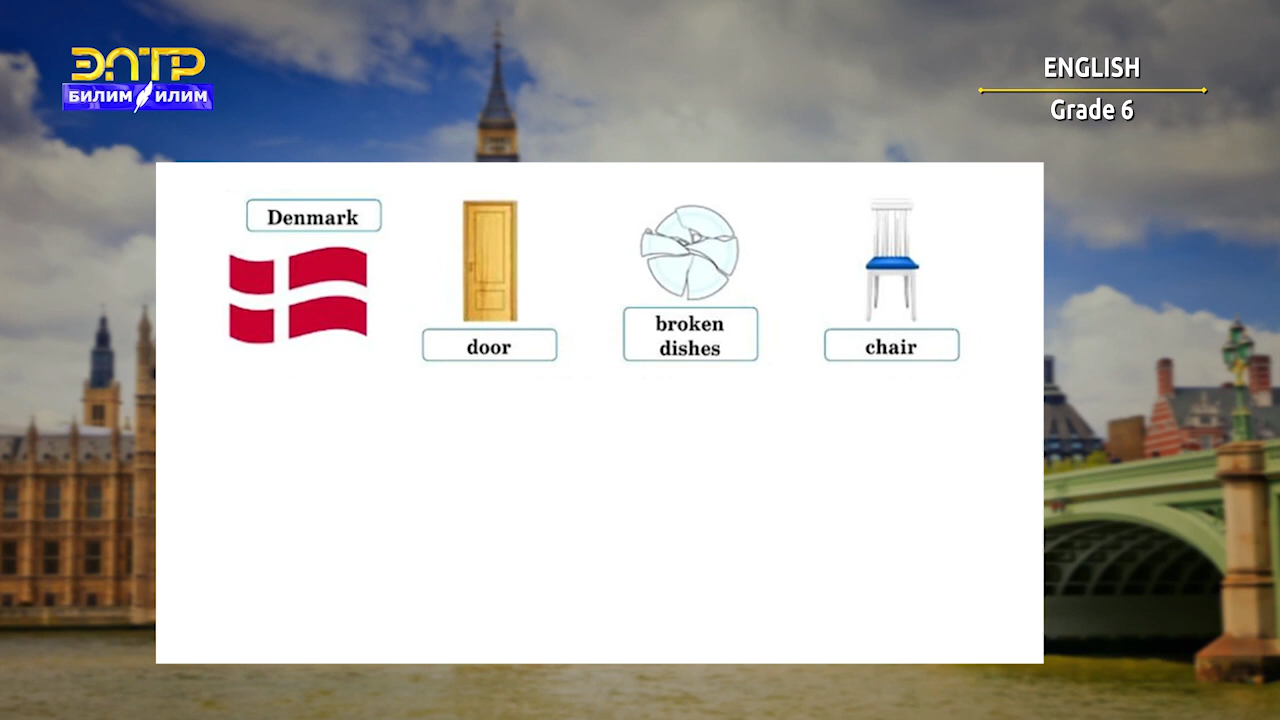 ЭЛТР
БИЛИМ ИЛИМ
ENGLISH
Grade 6
Denmark
door
broken
dishes
chair